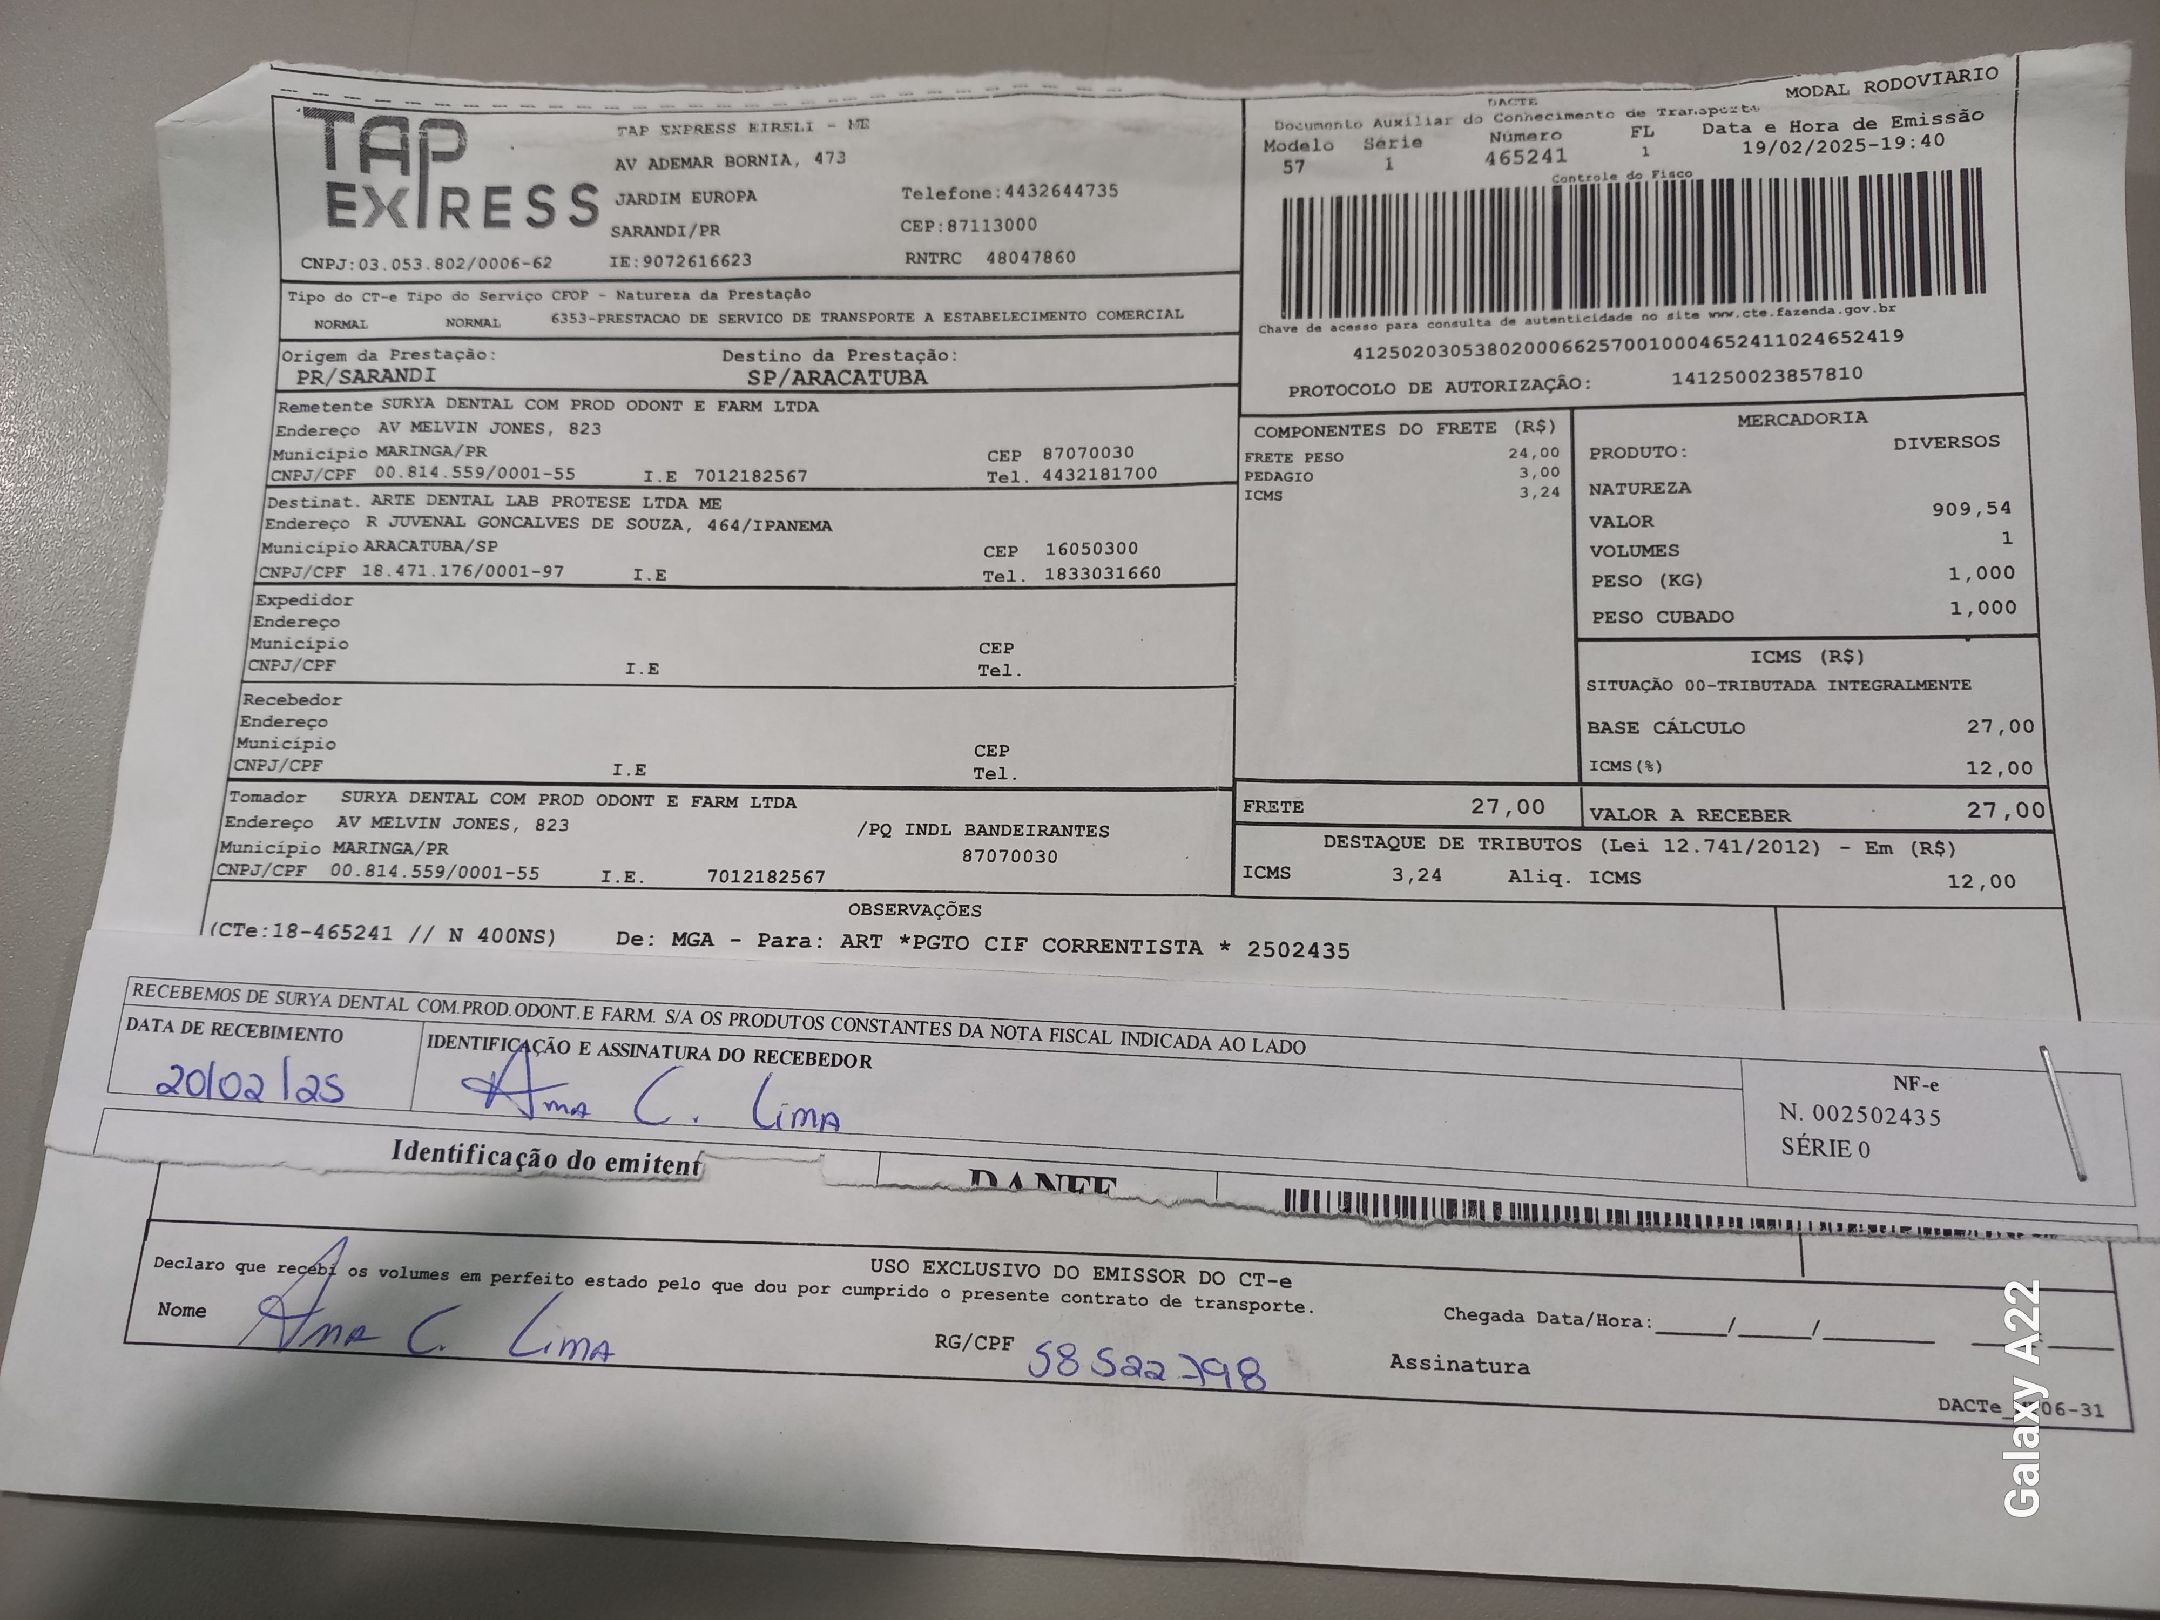 MODAL RODOVIARIO
TAP EXPRESS
TAP EXPRESS EIRELI - ME
AV ADEMAR BORNIA, 473
JARDIM EUROPA Telefone:4432644735
SARANDI/PR CEP:87113000
CNPJ:03.053.802/0006-62 IE:9072616623 RNTRC 48047860
DACTE
Documento Auxiliar do Conhecimento de Transporte
Modelo Serie Número FL Data e Hora de Emissão
57 1 465241 1 19/02/2025-19:40
Controle do Fisco
Chave de acesso para consulta de autenticidade no site www.cte.fazenda.gov.br
41250203053802000662570010004652411024652419
PROTOCOLO DE AUTORIZAÇÃO: 141250023857810
Tipo do CT-e Tipo do Serviço CFOP - Natureza da Prestação
NORMAL NORMAL 6353-PRESTACAO DE SERVICO DE TRANSPORTE A ESTABELECIMENTO COMERCIAL
Origem da Prestação: Destino da Prestação:
PR/SARANDI SP/ARACATUBA
Remetente SURYA DENTAL COM PROD ODONT E FARM LTDA
Endereço AV MELVIN JONES, 823
Município MARINGA/PR CEP 87070030
CNPJ/CPF 00.814.559/0001-55 I.E 7012182567 Tel. 4432181700
Destinat. ARTE DENTAL LAB PROTESE LTDA ME
Endereço R JUVENAL GONCALVES DE SOUZA, 464/IPANEMA
Município ARACATUBA/SP CEP 16050300
CNPJ/CPF 18.471.176/0001-97 I.E Tel. 1833031660
Expedidor
Endereço
Município CEP
CNPJ/CPF I.E Tel.
Recebedor
Endereço
Município CEP
CNPJ/CPF I.E Tel.
Tomador SURYA DENTAL COM PROD ODONT E FARM LTDA
Endereço AV MELVIN JONES, 823 /PQ INDL BANDEIRANTES
Município MARINGA/PR 87070030
CNPJ/CPF 00.814.559/0001-55 I.E. 7012182567
COMPONENTES DO FRETE (R$)
FRETE PESO 24,00
PEDAGIO 3,00
ICMS 3,24
MERCADORIA
PRODUTO: DIVERSOS
NATUREZA
VALOR 909,54
VOLUMES 1
PESO (KG) 1,000
PESO CUBADO 1,000
ICMS (R$)
SITUAÇÃO 00-TRIBUTADA INTEGRALMENTE
BASE CÁLCULO 27,00
ICMS(%) 12,00
FRETE 27,00 VALOR A RECEBER 27,00
DESTAQUE DE TRIBUTOS (Lei 12.741/2012) - Em (R$)
ICMS 3,24 Aliq. ICMS 12,00
OBSERVAÇÕES
(CTe:18-465241 // N 400NS) De: MGA - Para: ART *PGTO CIF CORRENTISTA * 2502435
RECEBEMOS DE SURYA DENTAL COM.PROD.ODONT.E FARM. S/A OS PRODUTOS CONSTANTES DA NOTA FISCAL INDICADA AO LADO
DATA DE RECEBIMENTO IDENTIFICAÇÃO E ASSINATURA DO RECEBEDOR
20/02/25 Ana C. Lima
NF-e
N. 002502435
SÉRIE 0
Identificação do emitent
DANFE
USO EXCLUSIVO DO EMISSOR DO CT-e
Declaro que recebi os volumes em perfeito estado pelo que dou por cumprido o presente contrato de transporte.
Nome Ana C. Lima RG/CPF 58522798
Chegada Data/Hora:____/____/________
Assinatura
06-31
Galaxy A22